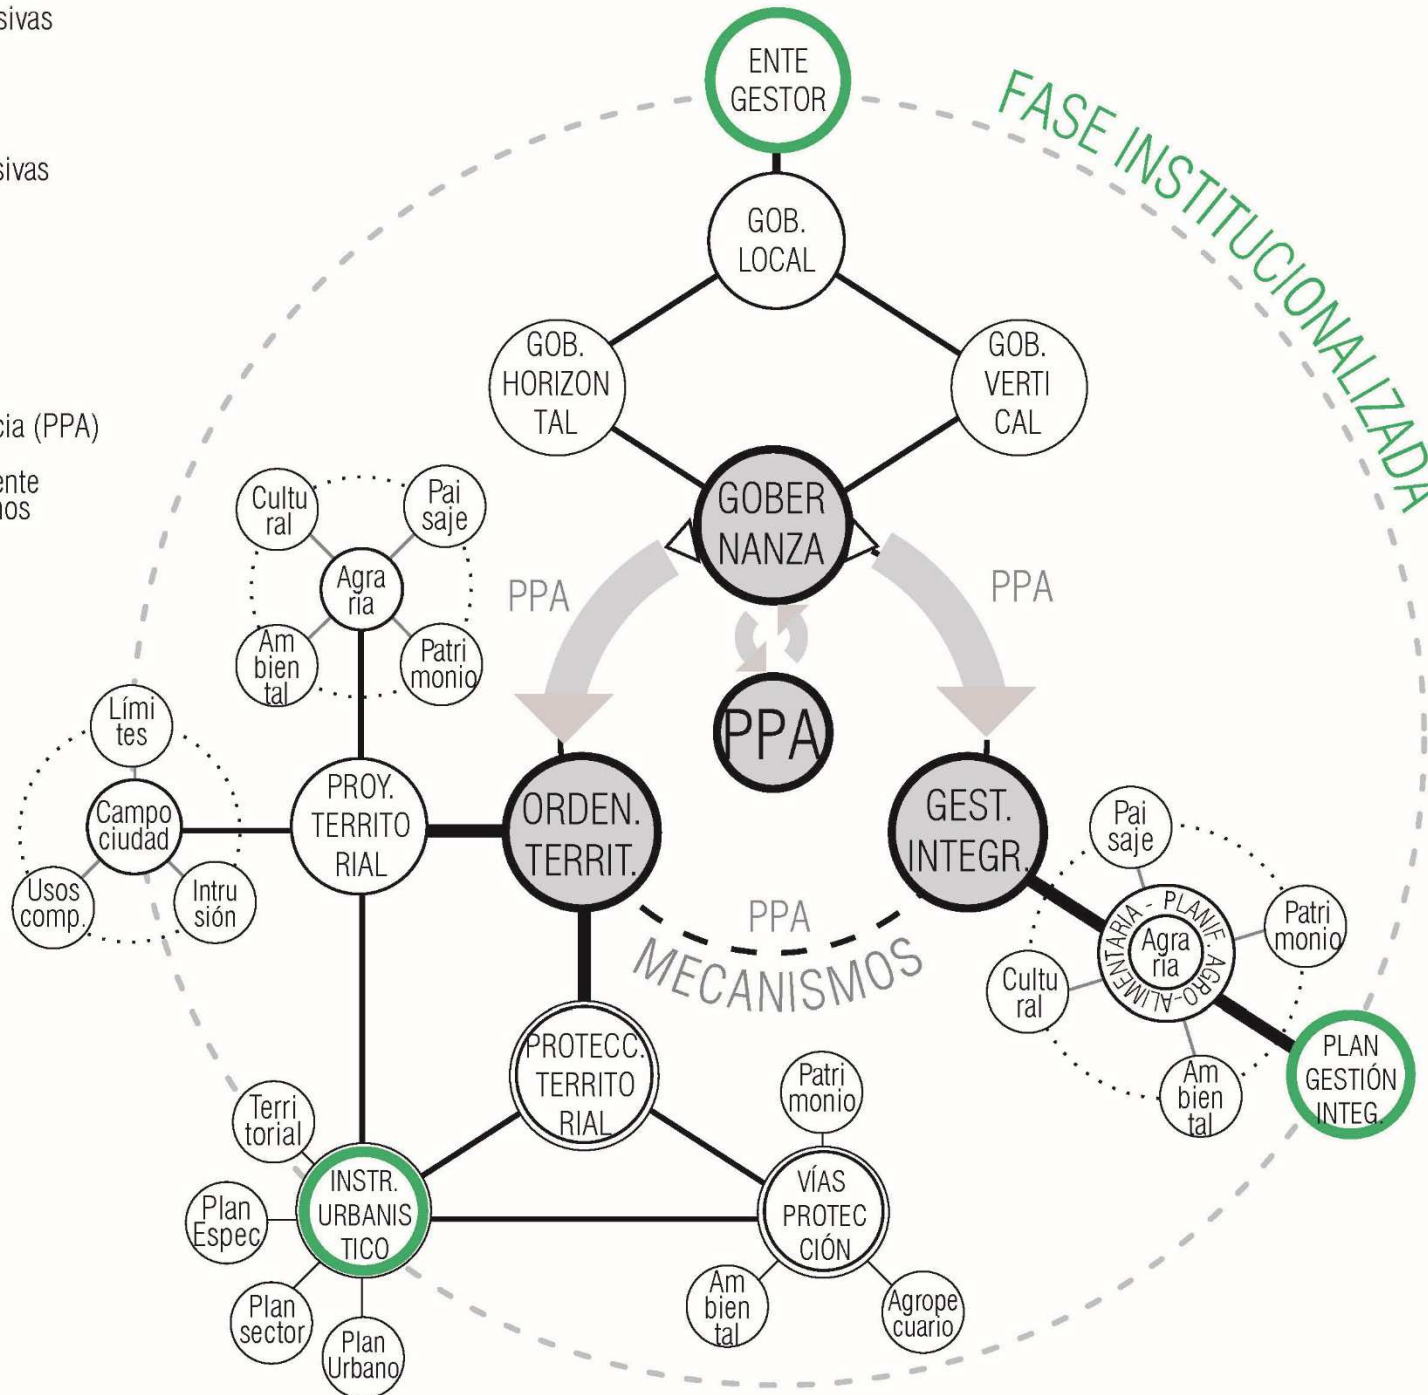 sivas
sivas
cia (PPA)
ente
nos
ENTE
GESTOR
FASE INSTITUCIONALIZADA
GOB.
LOCAL
GOB.
HORIZON
TAL
GOB.
VERTI
CAL
GOBER
NANZA
PPA
PPA
PPA
Cultu
ral
Pai
saje
Agra
ria
Am
bien
tal
Patri
monio
Lími
tes
Campo
ciudad
Usos
comp.
Intru
sión
PROY.
TERRITO
RIAL
ORDEN.
TERRIT.
GEST.
INTEGR.
PPA
MECANISMOS
Pai
saje
Patri
monio
PLANIF. AGRO-ALIMENTARIA -
Agra
ria
Cultu
ral
Am
bien
tal
PLAN
GESTIÓN
INTEG.
PROTECC.
TERRITO
RIAL
Patri
monio
VÍAS
PROTEC
CIÓN
Am
bien
tal
Agrope
cuario
Terri
torial
INSTR.
URBANIS
TICO
Plan
Espec
Plan
sector
Plan
Urbano